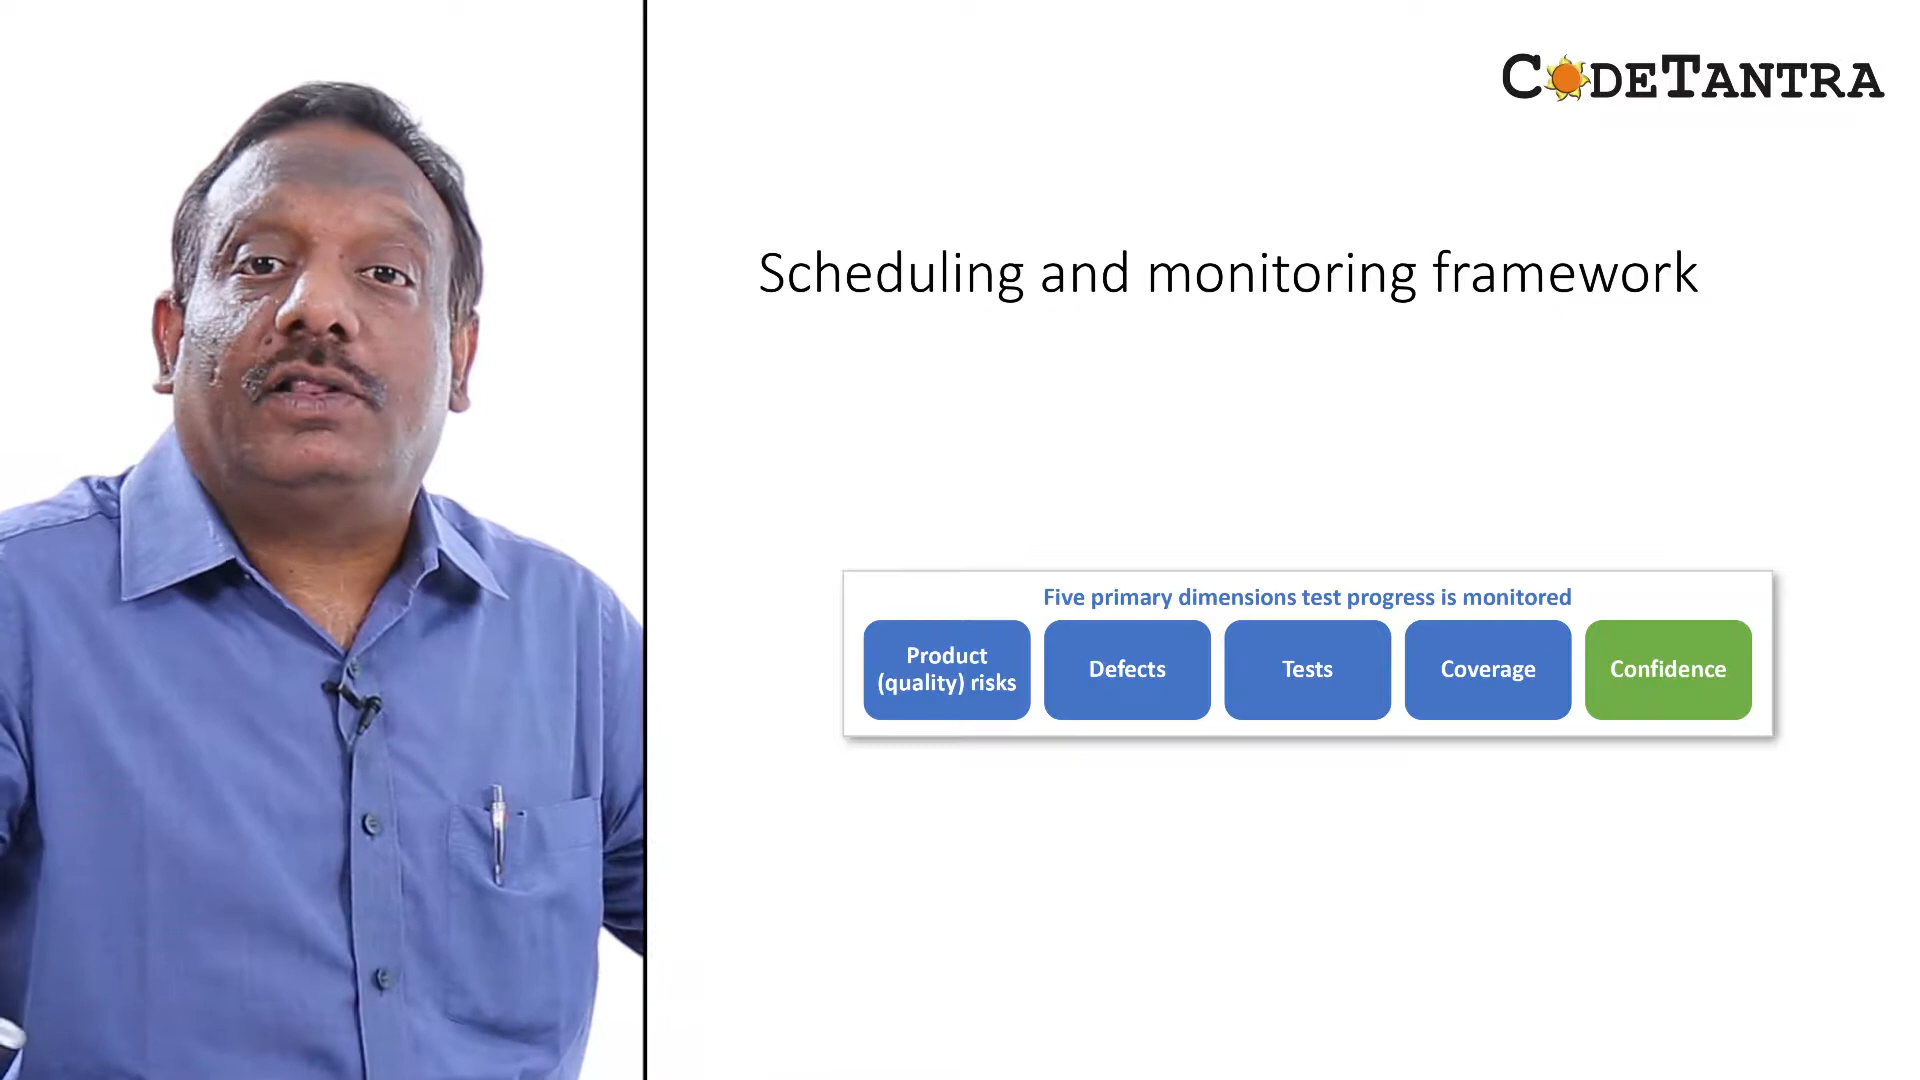 CODETANTRA
Scheduling and monitoring framework
Five primary dimensions test progress is monitored
Product
(quality) risks
Defects
Tests
Coverage
Confidence